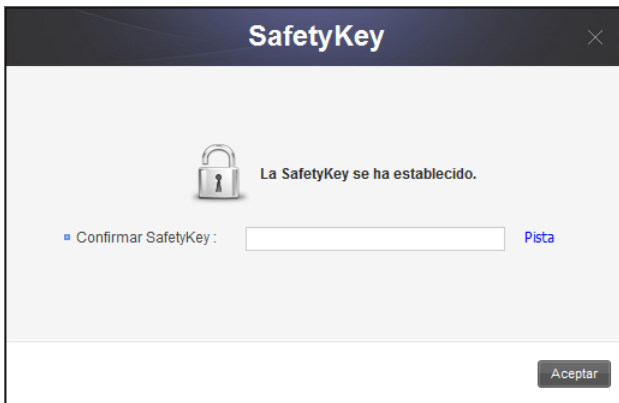 SafetyKey
La SafetyKey se ha establecido.
Confirmar SafetyKey : Pista
Aceptar